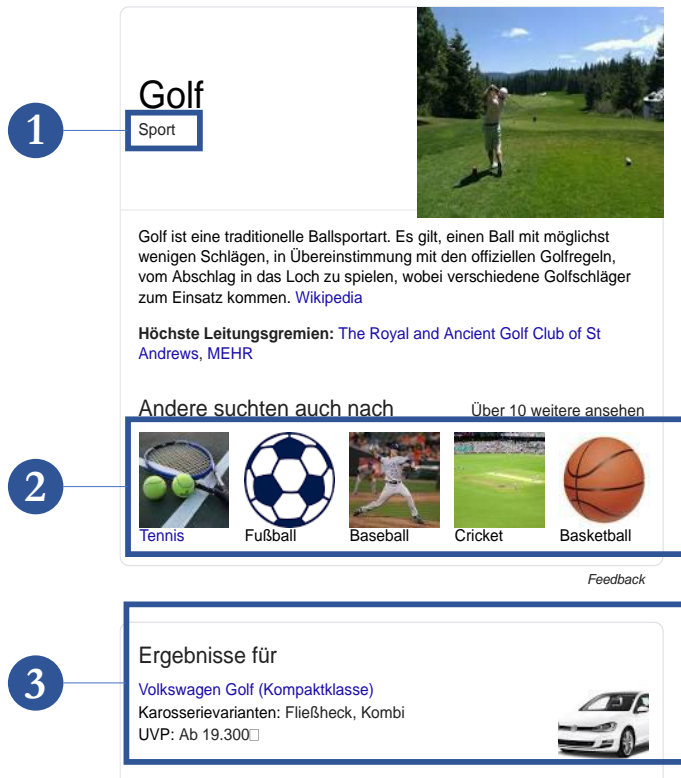 Golf
1
Sport
Golf ist eine traditionelle Ballsportart. Es gilt, einen Ball mit möglichst
wenigen Schlägen, in Übereinstimmung mit den offiziellen Golfregeln,
vom Abschlag in das Loch zu spielen, wobei verschiedene Golfschläger
zum Einsatz kommen. Wikipedia
Höchste Leitungsgremien: The Royal and Ancient Golf Club of St
Andrews, MEHR
Andere suchten auch nach Über 10 weitere ansehen
2
Tennis Fußball Baseball Cricket Basketball
Feedback
Ergebnisse für
3
Volkswagen Golf (Kompaktklasse)
Karosserievarianten: Fließheck, Kombi
UVP: Ab 19.300□